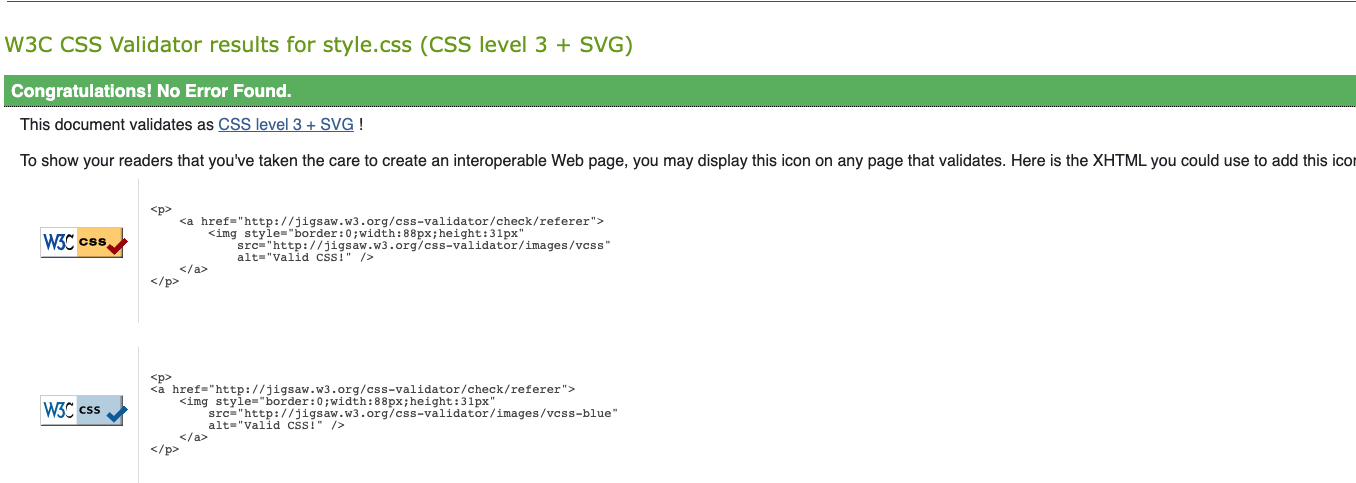 W3C CSS Validator results for style.css (CSS level 3 + SVG)
Congratulations! No Error Found.
This document validates as CSS level 3 + SVG !
To show your readers that you've taken the care to create an interoperable Web page, you may display this icon on any page that validates. Here is the XHTML you could use to add this
W3C css
<p>
<a href="http://jigsaw.w3.org/css-validator/check/referer">
<img style="border:0;width:88px;height:31px"
src="http://jigsaw.w3.org/css-validator/images/vcss"
alt="Valid CSS!" />
</a>
</p>
W3C css
<p>
<a href="http://jigsaw.w3.org/css-validator/check/referer">
<img style="border:0;width:88px;height:31px"
src="http://jigsaw.w3.org/css-validator/images/vcss-blue"
alt="Valid CSS!" />
</a>
</p>